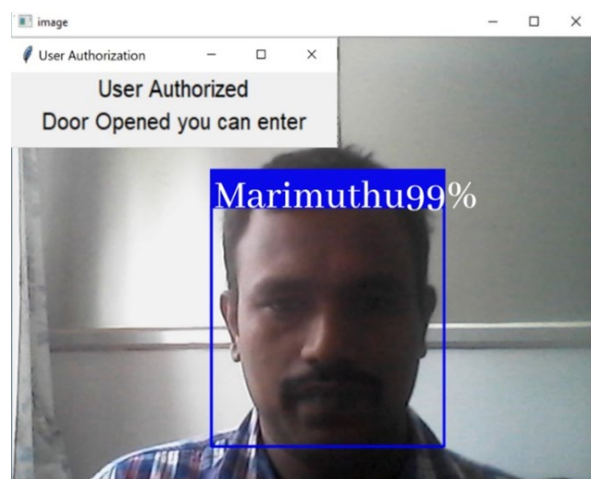 image
User Authorization
User Authorized
Door Opened you can enter
Marimuthu99%